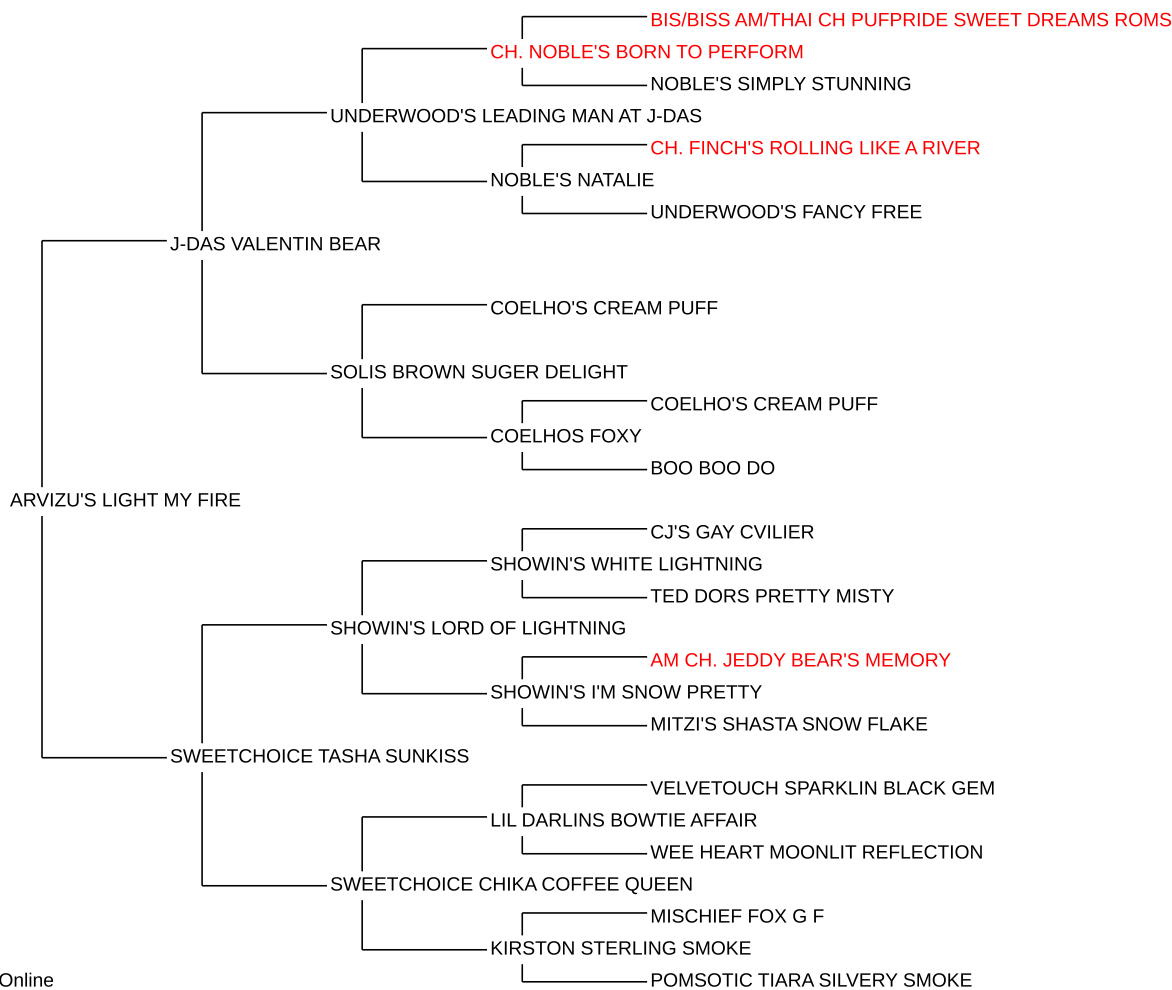 BIS/BISS AM/THAI CH PUFPRIDE SWEET DREAMS ROMS
CH. NOBLE'S BORN TO PERFORM
NOBLE'S SIMPLY STUNNING
UNDERWOOD'S LEADING MAN AT J-DAS
CH. FINCH'S ROLLING LIKE A RIVER
NOBLE'S NATALIE
UNDERWOOD'S FANCY FREE
J-DAS VALENTIN BEAR
COELHO'S CREAM PUFF
SOLIS BROWN SUGER DELIGHT
COELHO'S CREAM PUFF
COELHOS FOXY
BOO BOO DO
ARVIZU'S LIGHT MY FIRE
CJ'S GAY CVILIER
SHOWIN'S WHITE LIGHTNING
TED DORS PRETTY MISTY
SHOWIN'S LORD OF LIGHTNING
AM CH. JEDDY BEAR'S MEMORY
SHOWIN'S I'M SNOW PRETTY
MITZI'S SHASTA SNOW FLAKE
SWEETCHOICE TASHA SUNKISS
VELVETOUCH SPARKLIN BLACK GEM
LIL DARLINS BOWTIE AFFAIR
WEE HEART MOONLIT REFLECTION
SWEETCHOICE CHIKA COFFEE QUEEN
MISCHIEF FOX G F
KIRSTON STERLING SMOKE
POMSOTIC TIARA SILVERY SMOKE
Online